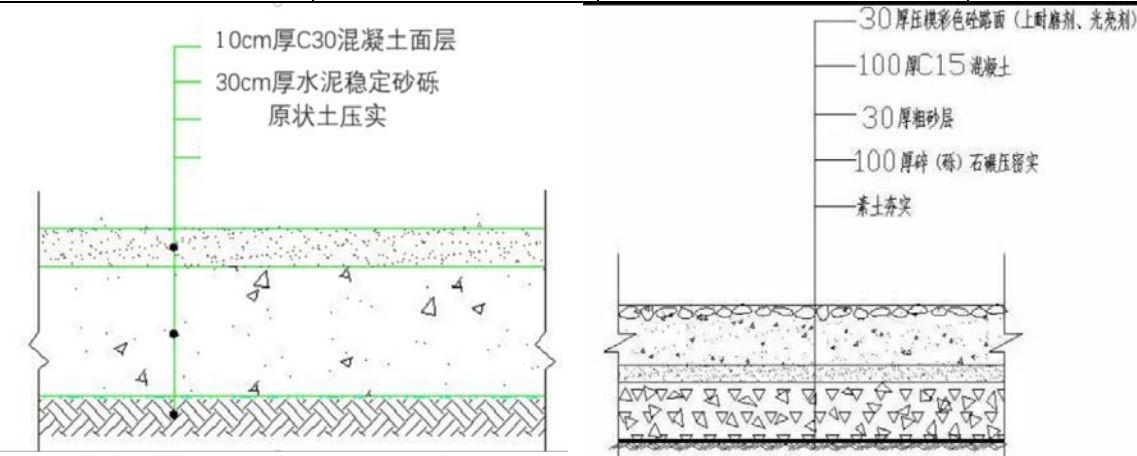 10cm厚C30混凝土面层
30cm厚水泥稳定砂砾
原状土压实
30厚压模彩色砼路面（上耐磨剂、光亮剂）
100厚C15混凝土
30厚粗砂层
100厚碎（砾）石碾压密实
素土夯实